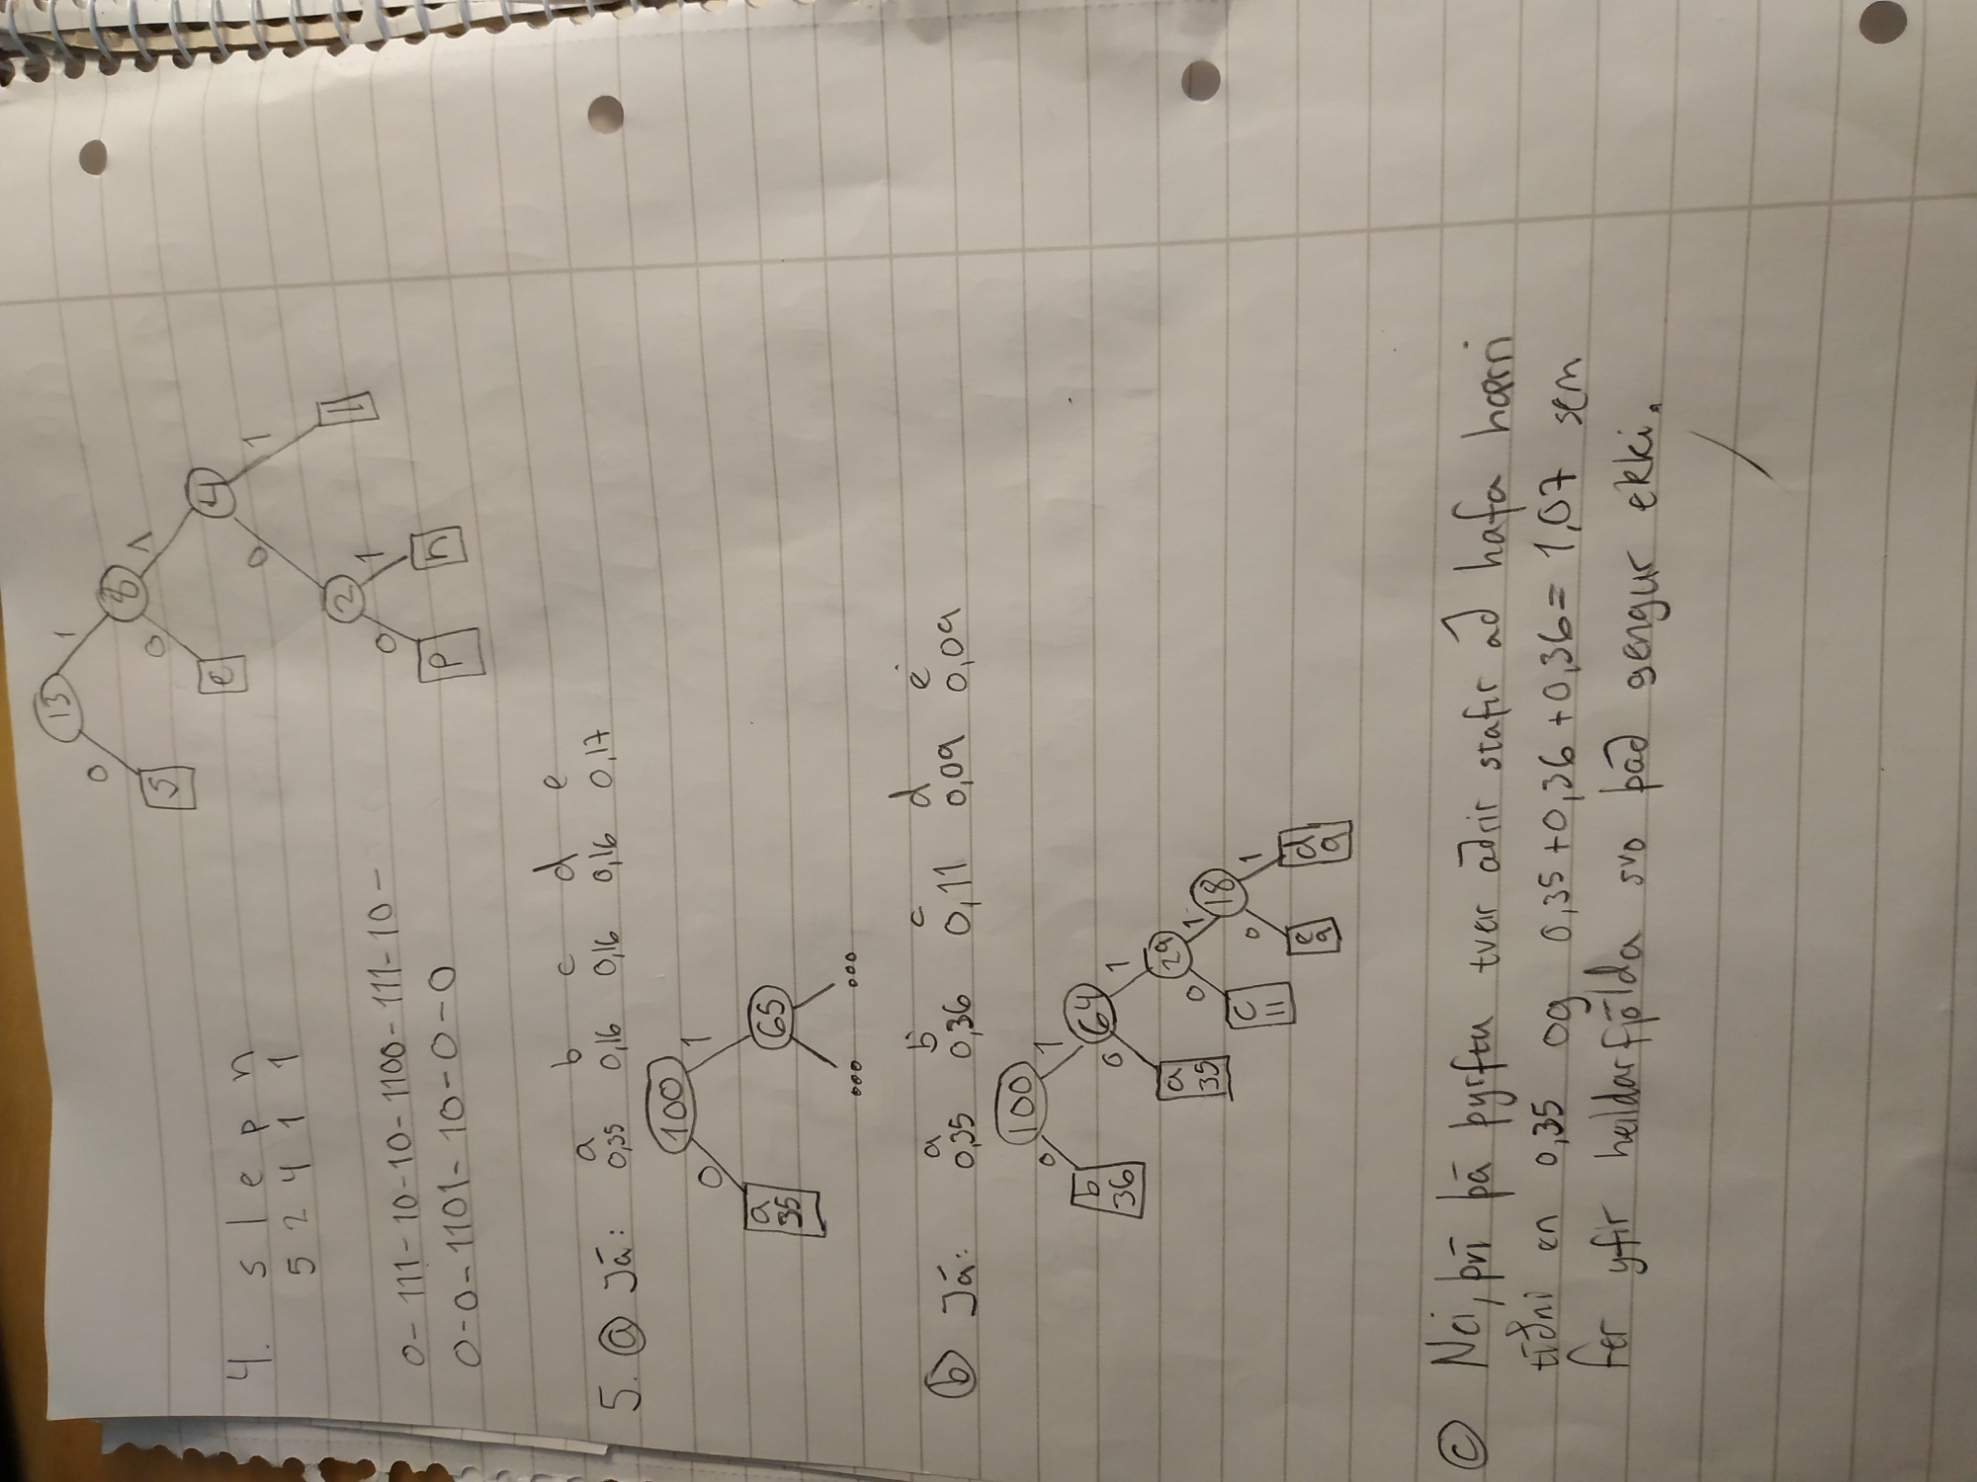 13
0 1
S 8
0 1
e 4
0 1
4. s l e p n
5 2 4 1 1
2 l
0 1
p n
0- 111- 10-10- 1100- 111- 10 -
0-0- 1101- 10-0-0
a b c d e
5. ⓐ Já: 0,35 0,16 0,16 0,16 0,17
100
0 1
a
35 65
... ...
a b c d e
ⓑ Já: 0,35 0,36 0,11 0,09 0,09
100
0 1
b
36 64
0 1
a
35 29
0 1
c
11 18
0 1
e d
9 9
ⓒ Nei, því þá þyrftu tveir aðrir stafir að hafa hærri
tíðni en 0,35 og 0,35+0,36+0,36= 1,07 sem
fer yfir heildarfjölda svo það gengur ekki.